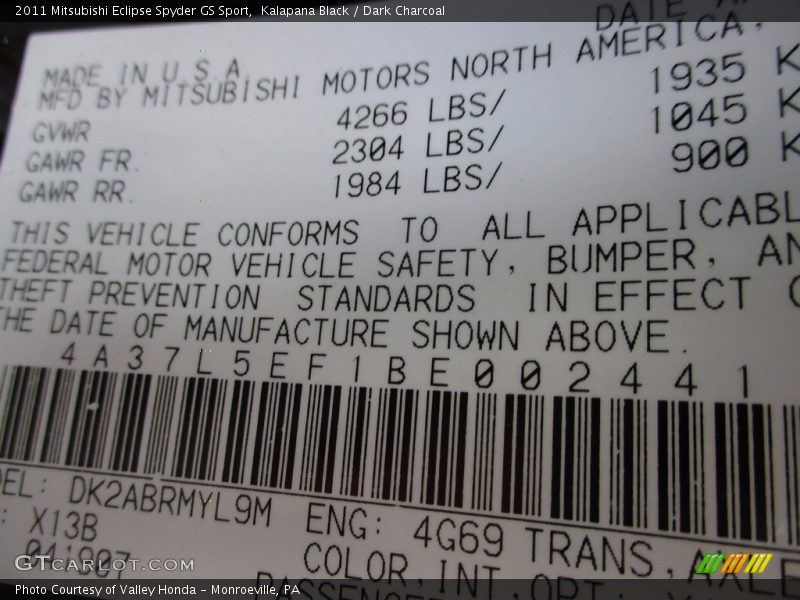 2011 Mitsubishi Eclipse Spyder GS Sport,  Kalapana Black / Dark Charcoal
DATE
MADE IN U.S.A.
MFD BY MITSUBISHI MOTORS NORTH AMERICA,
GVWR 4266 LBS/ 1935 K
GAWR FR. 2304 LBS/ 1045 K
GAWR RR. 1984 LBS/ 900 K
THIS VEHICLE CONFORMS TO ALL APPLICABL
FEDERAL MOTOR VEHICLE SAFETY, BUMPER, AN
THEFT PREVENTION STANDARDS IN EFFECT
THE DATE OF MANUFACTURE SHOWN ABOVE.
4A37L5EF1BE002441
DEL: DK2ABRMYL9M ENG: 4G69 TRANS, AXLE
: X13B COLOR, INT, OPT:
041907
GTCARLOT.COM
Photo Courtesy of Valley Honda – Monroeville, PA